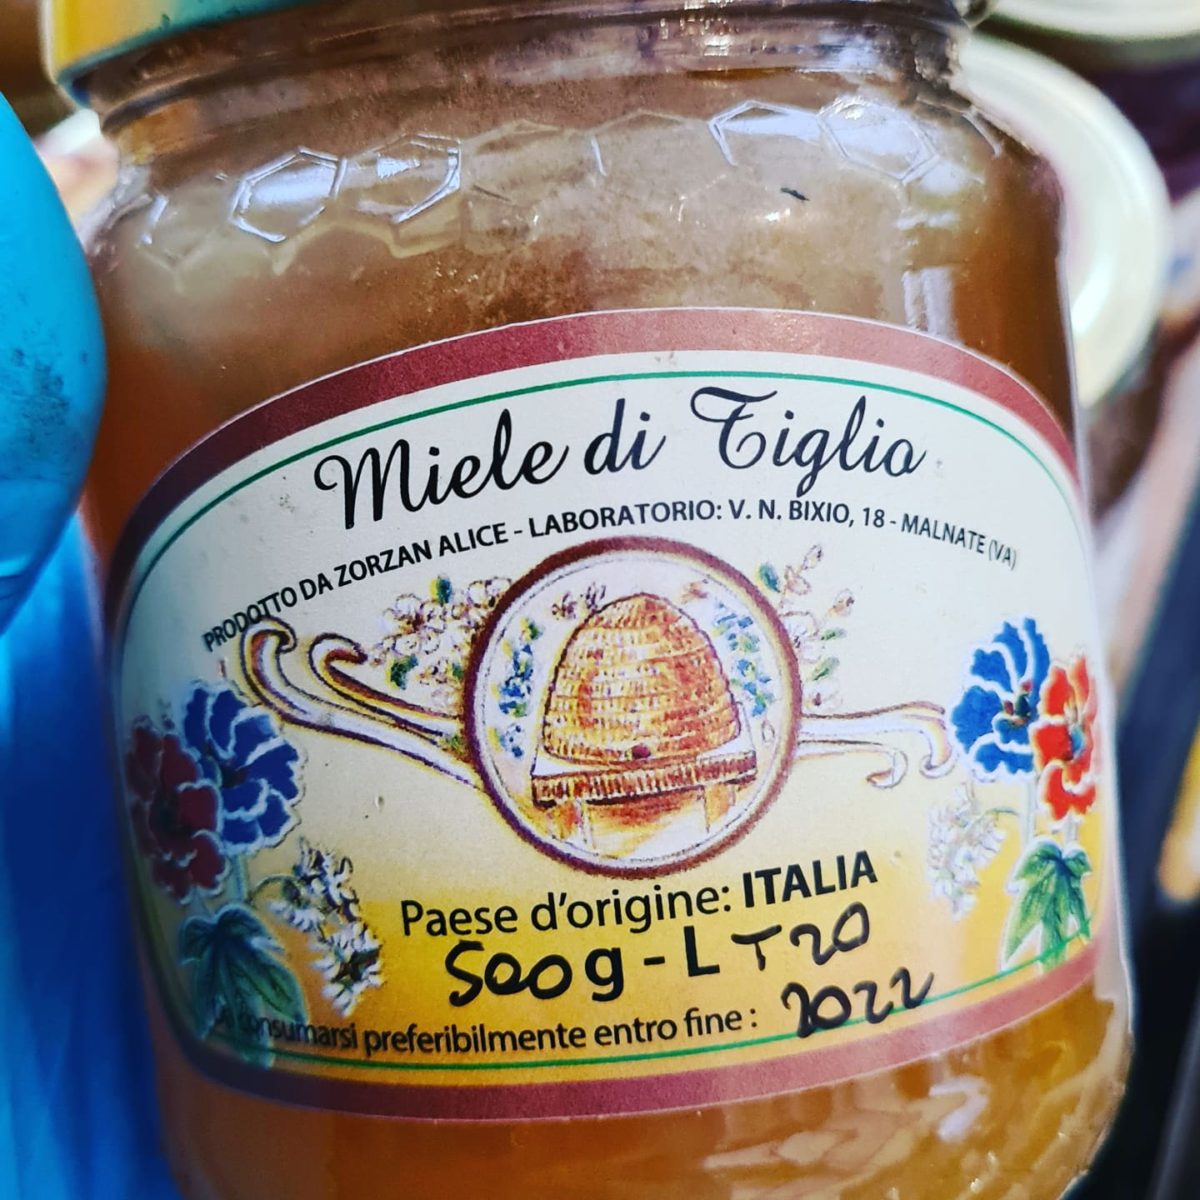 Miele di Tiglio
PRODOTTO DA ZORZAN ALICE - LABORATORIO: V. N. BIXIO, 18 - MALNATE (VA)
Paese d'origine: ITALIA
500g - L T20
consumarsi preferibilmente entro fine : 2022